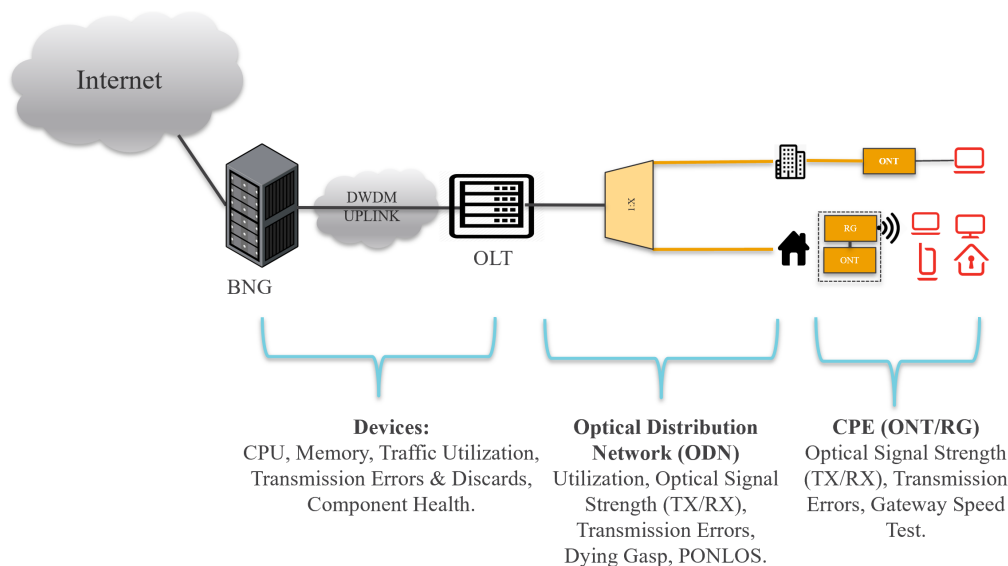 Internet
DWDM
UPLINK
BNG
OLT
1:X
ONT
RG
ONT
Devices:
CPU, Memory, Traffic Utilization,
Transmission Errors & Discards,
Component Health.
Optical Distribution
Network (ODN)
Utilization, Optical Signal
Strength (TX/RX),
Transmission Errors,
Dying Gasp, PONLOS.
CPE (ONT/RG)
Optical Signal Strength
(TX/RX), Transmission
Errors, Gateway Speed
Test.